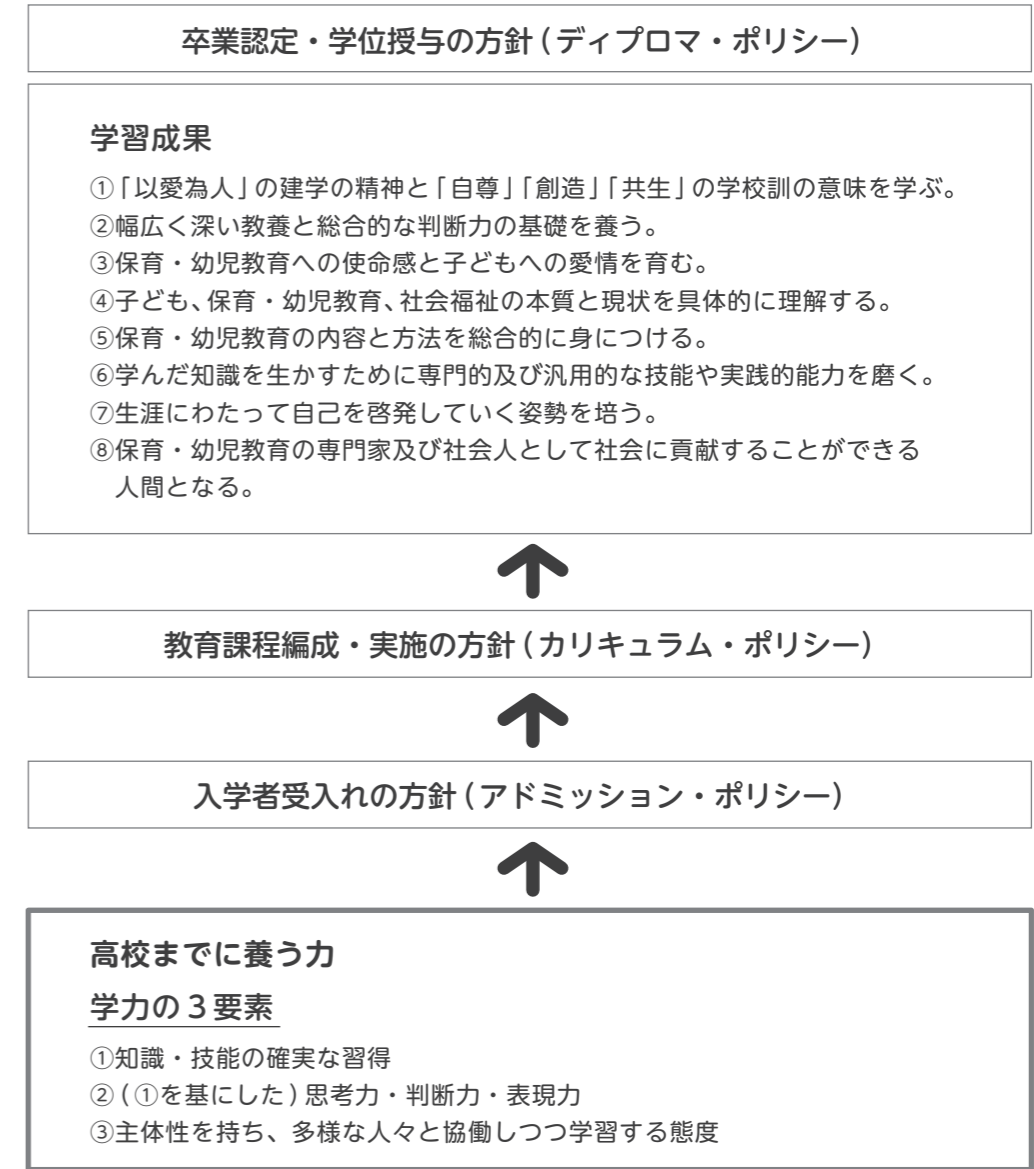 卒業認定・学位授与の方針(ディプロマ・ポリシー)
学習成果
①「以愛為人」の建学の精神と「自尊」「創造」「共生」の学校訓の意味を学ぶ。
②幅広く深い教養と総合的な判断力の基礎を養う。
③保育・幼児教育への使命感と子どもへの愛情を育む。
④子ども、保育・幼児教育、社会福祉の本質と現状を具体的に理解する。
⑤保育・幼児教育の内容と方法を総合的に身につける。
⑥学んだ知識を生かすために専門的及び汎用的な技能や実践的能力を磨く。
⑦生涯にわたって自己を啓発していく姿勢を培う。
⑧保育・幼児教育の専門家及び社会人として社会に貢献することができる
人間となる。
教育課程編成・実施の方針(カリキュラム・ポリシー)
入学者受入れの方針(アドミッション・ポリシー)
高校までに養う力
学力の3要素
①知識・技能の確実な習得
②(①を基にした)思考力・判断力・表現力
③主体性を持ち、多様な人々と協働しつつ学習する態度